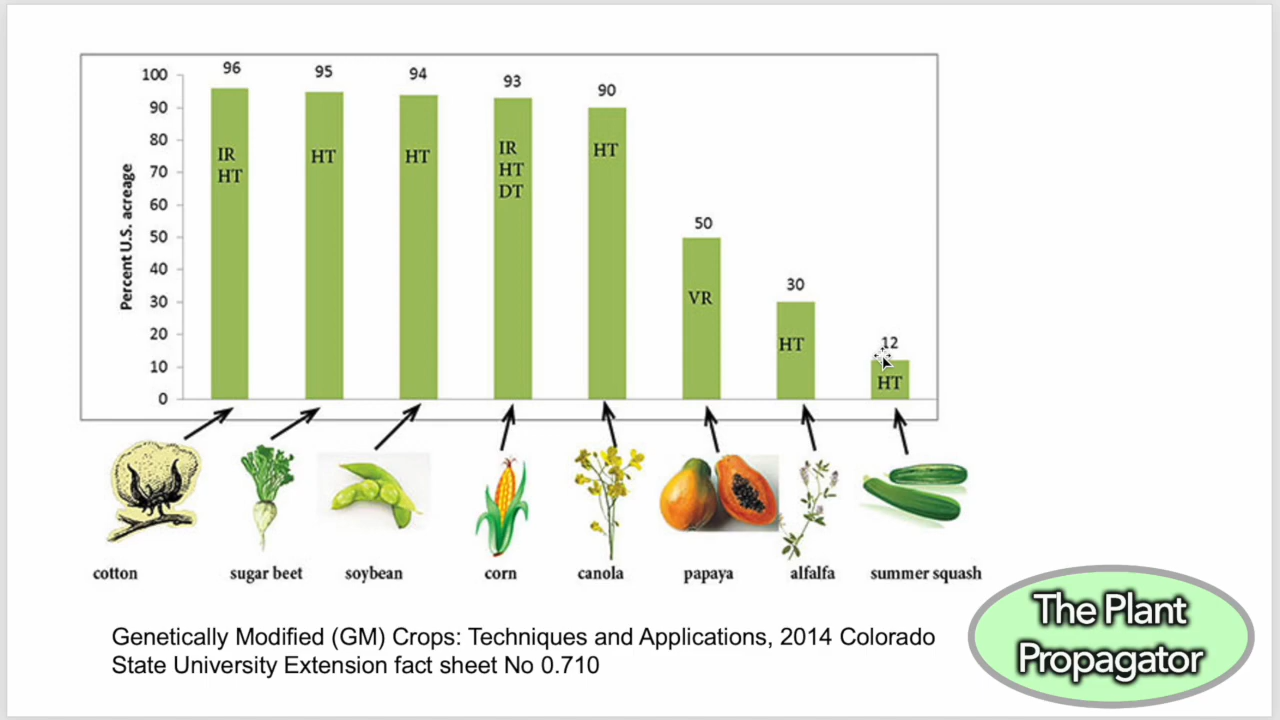 96
95
94
93
90
50
30
12
100
90
80
70
60
50
40
30
20
10
0
Percent U.S. acreage
IR
HT
HT
HT
IR
HT
DT
HT
VR
HT
HT
cotton
sugar beet
soybean
corn
canola
papaya
alfalfa
summer squash
Genetically Modified (GM) Crops: Techniques and Applications, 2014 Colorado
State University Extension fact sheet No 0.710
The Plant
Propagator